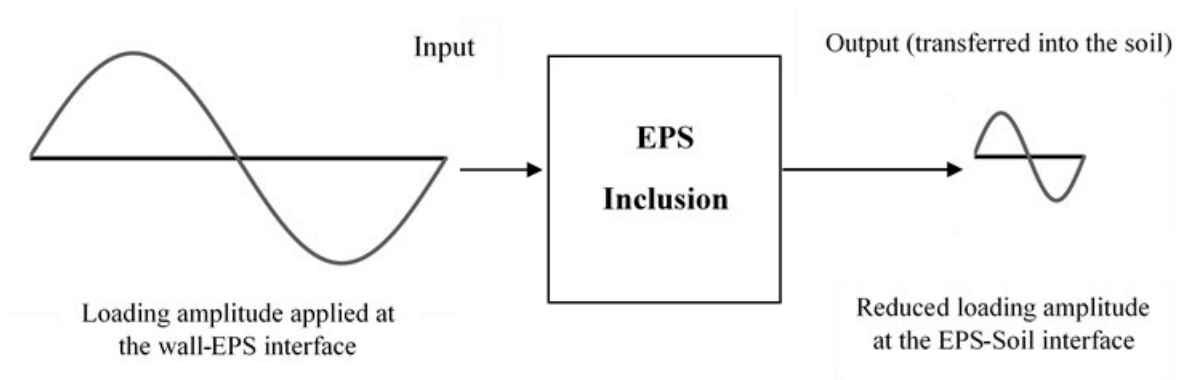 Input
Output (transferred into the soil)
EPS
Inclusion
Loading amplitude applied at
the wall-EPS interface
Reduced loading amplitude
at the EPS-Soil interface